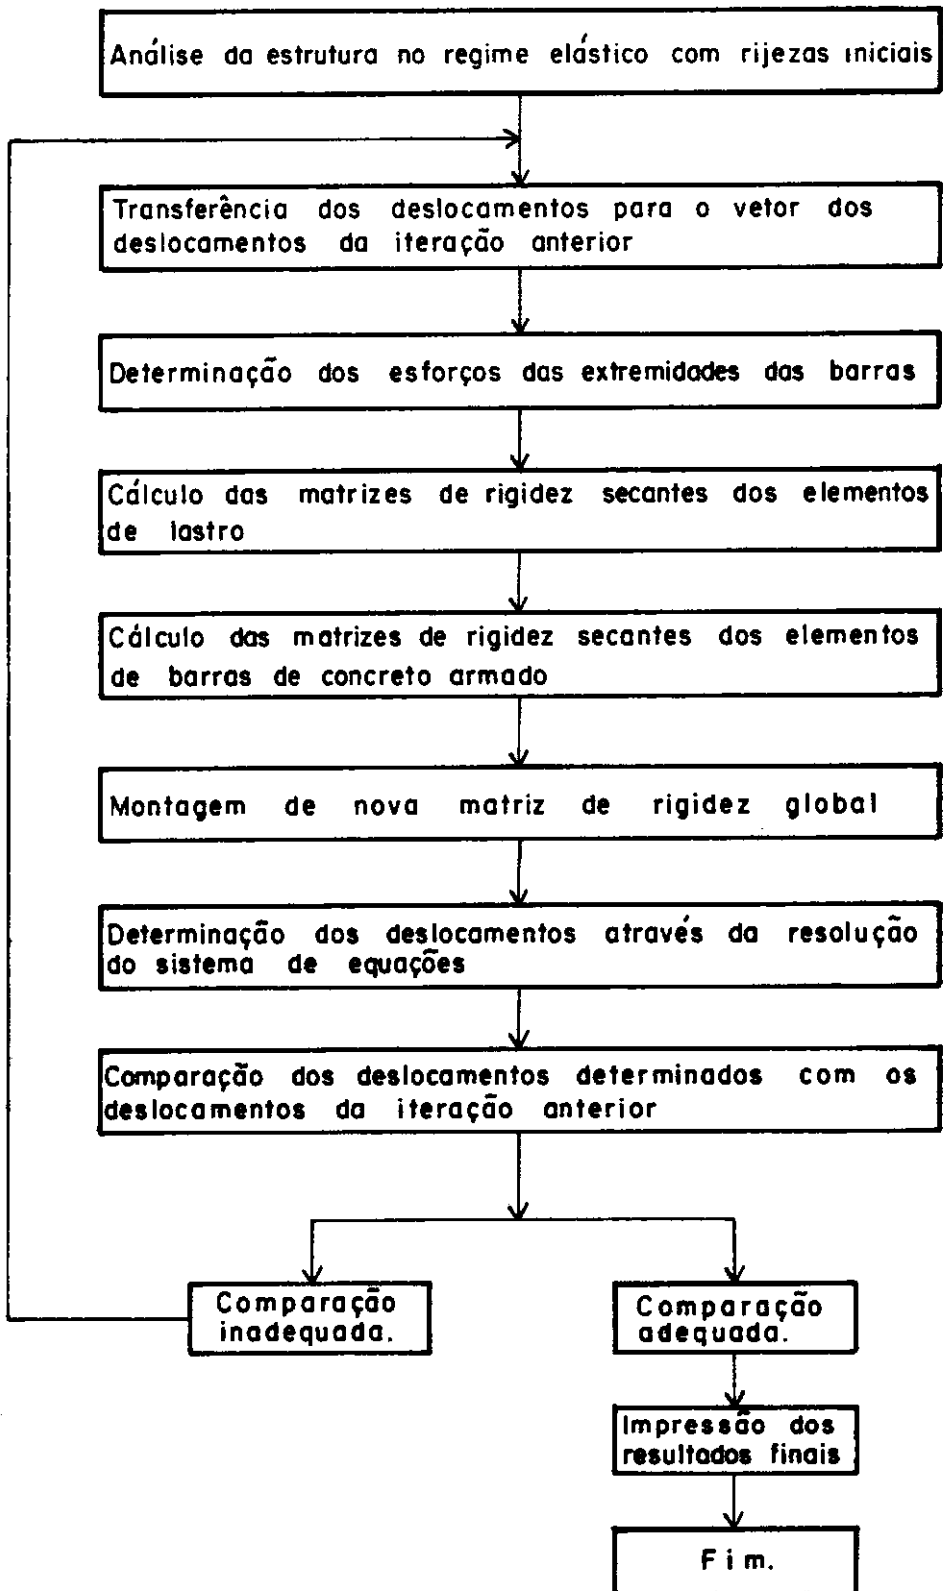 Análise da estrutura no regime elástico com rijezas iniciais
Transferência dos deslocamentos para o vetor dos
deslocamentos da iteração anterior
Determinação dos esforços das extremidades das barras
Cálculo das matrizes de rigidez secantes dos elementos
de lastro
Cálculo das matrizes de rigidez secantes dos elementos
de barras de concreto armado
Montagem de nova matriz de rigidez global
Determinação dos deslocamentos através da resolução
do sistema de equações
Comparação dos deslocamentos determinados com os
deslocamentos da iteração anterior
Comparação
inadequada.
Comparação
adequada.
Impressão dos
resultados finais
Fim.